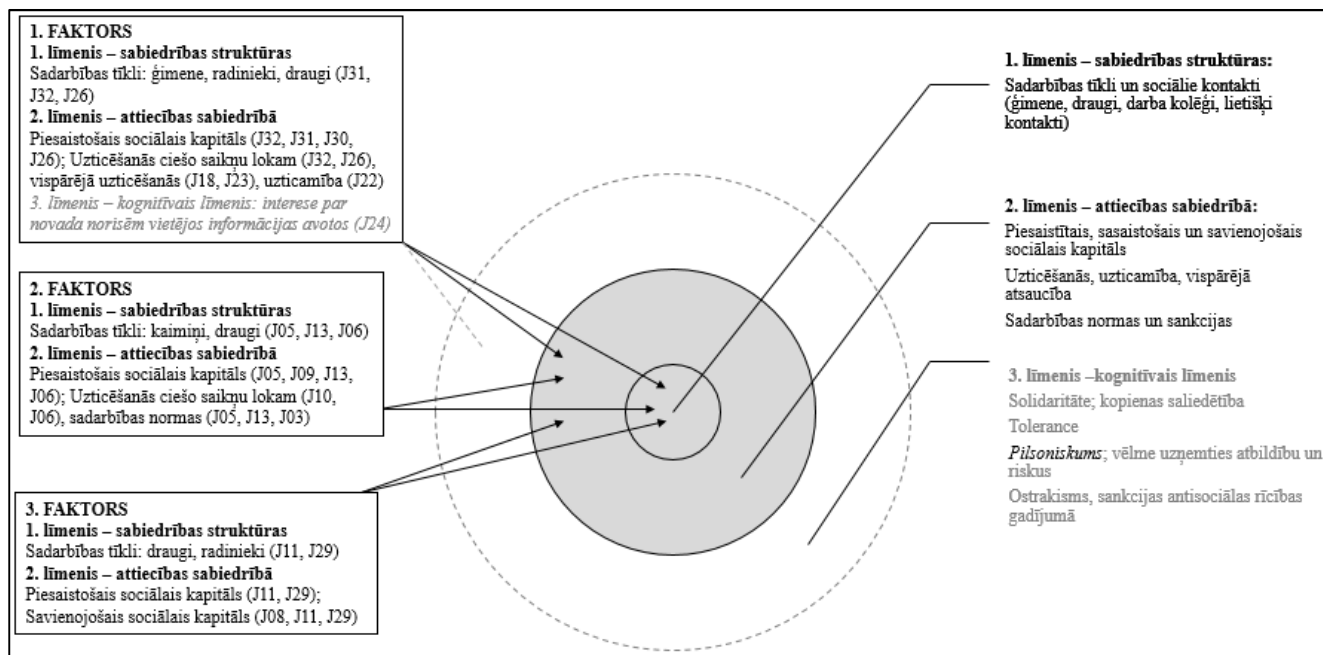 1. FAKTORS
1. līmenis – sabiedrības struktūras
Sadarbības tīkli: ģimene, radinieki, draugi (J31,
J32, J26)
2. līmenis – attiecības sabiedrībā
Piesaistošais sociālais kapitāls (J32, J31, J30,
J26); Uzticēšanās ciešo saikņu lokam (J32, J26),
vispārējā uzticēšanās (J18, J23), uzticamība (J22)
3. līmenis – kognitīvais līmenis: interese par
novada norisēm vietējos informācijas avotos (J24)
2. FAKTORS
1. līmenis – sabiedrības struktūras
Sadarbības tīkli: kaimiņi, draugi (J05, J13, J06)
2. līmenis – attiecības sabiedrībā
Piesaistošais sociālais kapitāls (J05, J09, J13,
J06); Uzticēšanās ciešo saikņu lokam (J10,
J06), sadarbības normas (J05, J13, J03)
3. FAKTORS
1. līmenis – sabiedrības struktūras
Sadarbības tīkli: draugi, radinieki (J11, J29)
2. līmenis – attiecības sabiedrībā
Piesaistošais sociālais kapitāls (J11, J29);
Savienojošais sociālais kapitāls (J08, J11, J29)
1. līmenis – sabiedrības struktūras:
Sadarbības tīkli un sociālie kontakti
(ģimene, draugi, darba kolēģi, lietišķi
kontakti)
2. līmenis – attiecības sabiedrībā:
Piesaistītais, sasaistošais un savienojošais
sociālais kapitāls
Uzticēšanās, uzticamība, vispārējā
atsaucība
Sadarbības normas un sankcijas
3. līmenis –kognitīvais līmenis
Solidaritāte; kopienas saliedētība
Tolerance
Pilsoniskums; vēlme uzņemties atbildību un
riskus
Ostrakisms, sankcijas antisociālas rīcības
gadījumā